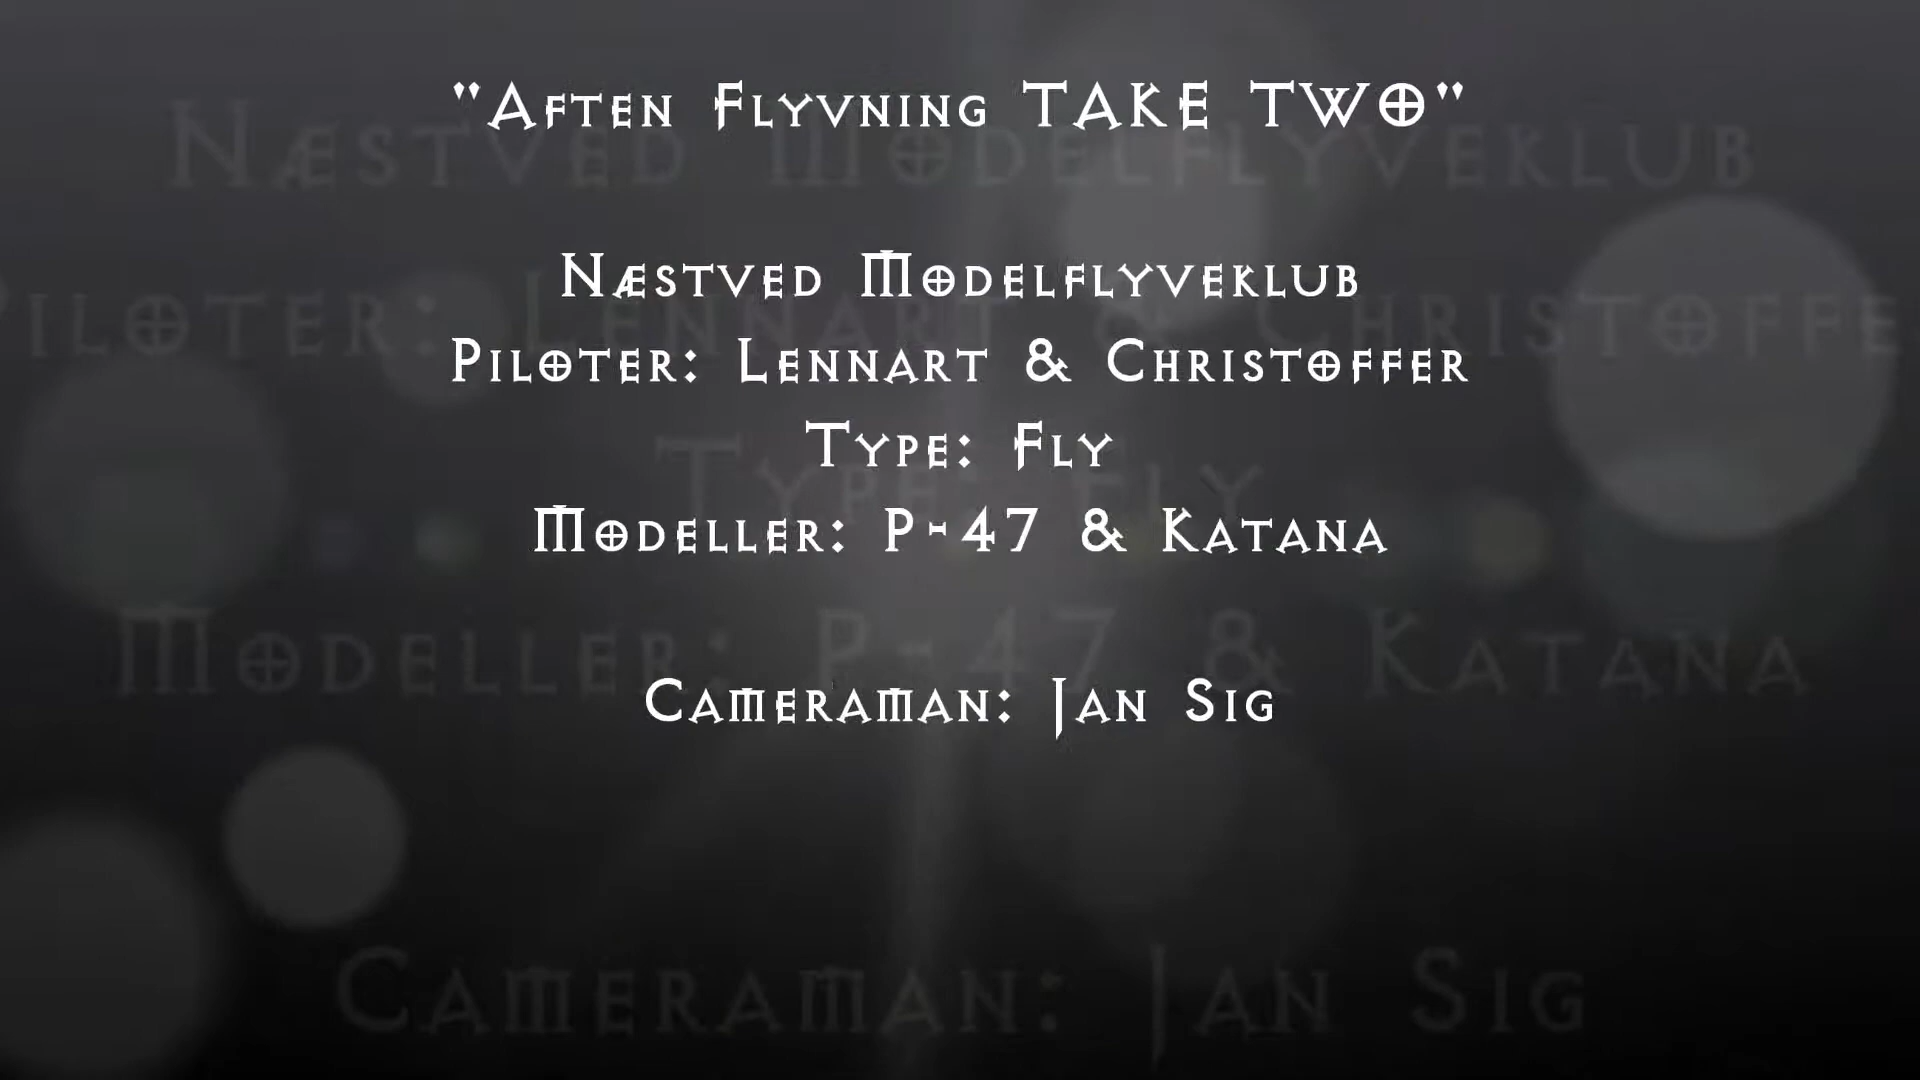 "Aften Flyvning TAKE TWO"
Næstved Modelflyveklub
Piloter: Lennart & Christoffer
Type: Fly
Modeller: P-47 & Katana
Cameraman: Jan Sig